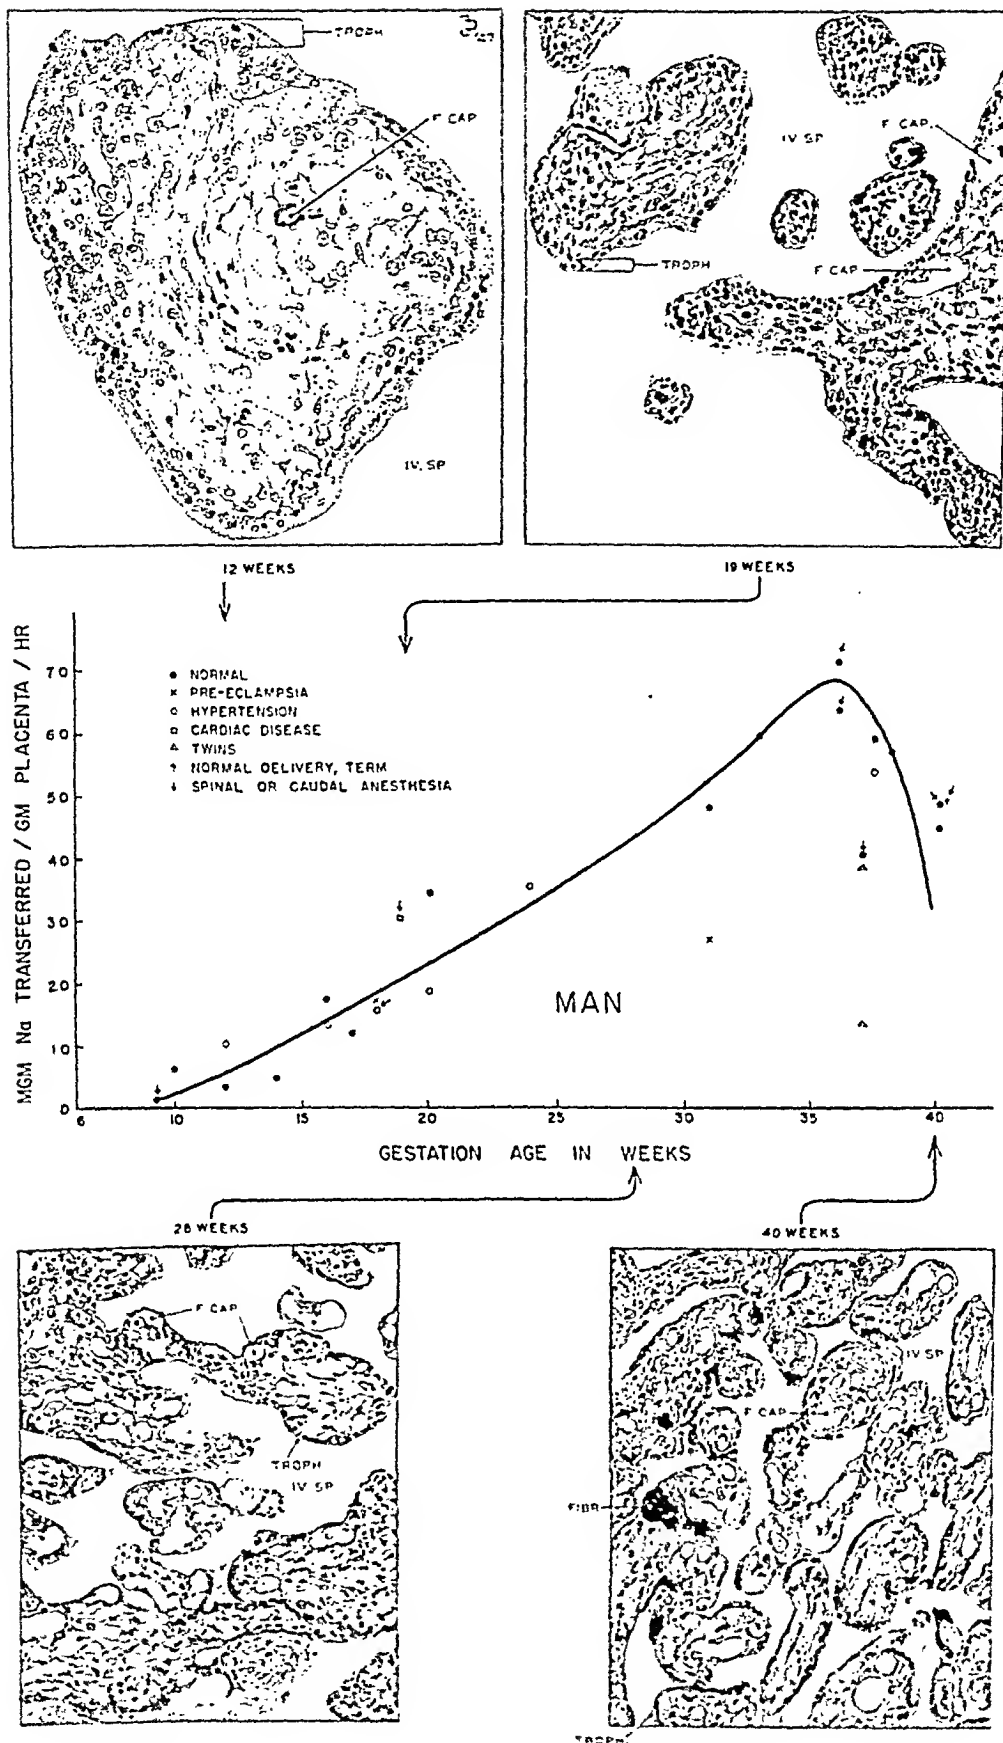 TROPH
F CAP
IV. SP
IV SP
F CAP.
TROPH
F CAP
12 WEEKS
19 WEEKS
MGM Na TRANSFERRED / GM PLACENTA / HR
70
60
50
40
30
20
10
0
• NORMAL
× PRE-ECLAMPSIA
○ HYPERTENSION
□ CARDIAC DISEASE
△ TWINS
↑ NORMAL DELIVERY, TERM
↓ SPINAL OR CAUDAL ANESTHESIA
MAN
6 10 15 20 25 30 35 40
GESTATION AGE IN WEEKS
28 WEEKS
40 WEEKS
F CAP
TROPH
IV SP
IV SP
F CAP
FIBR
TROPH.